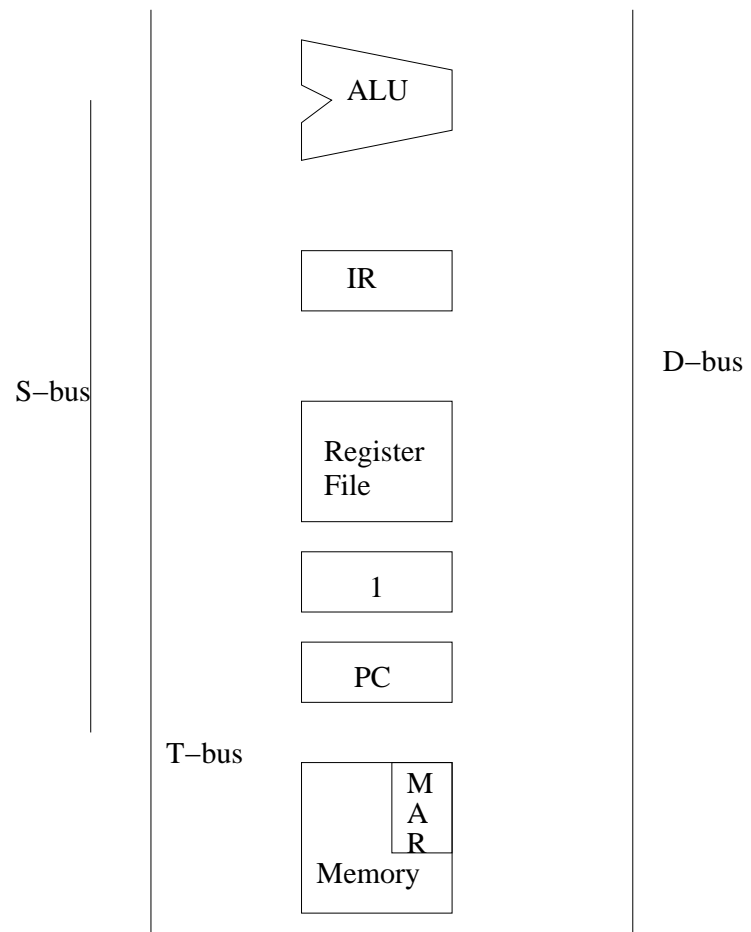 ALU
IR
D–bus
S–bus
Register
File
1
PC
T–bus
M
A
R
Memory